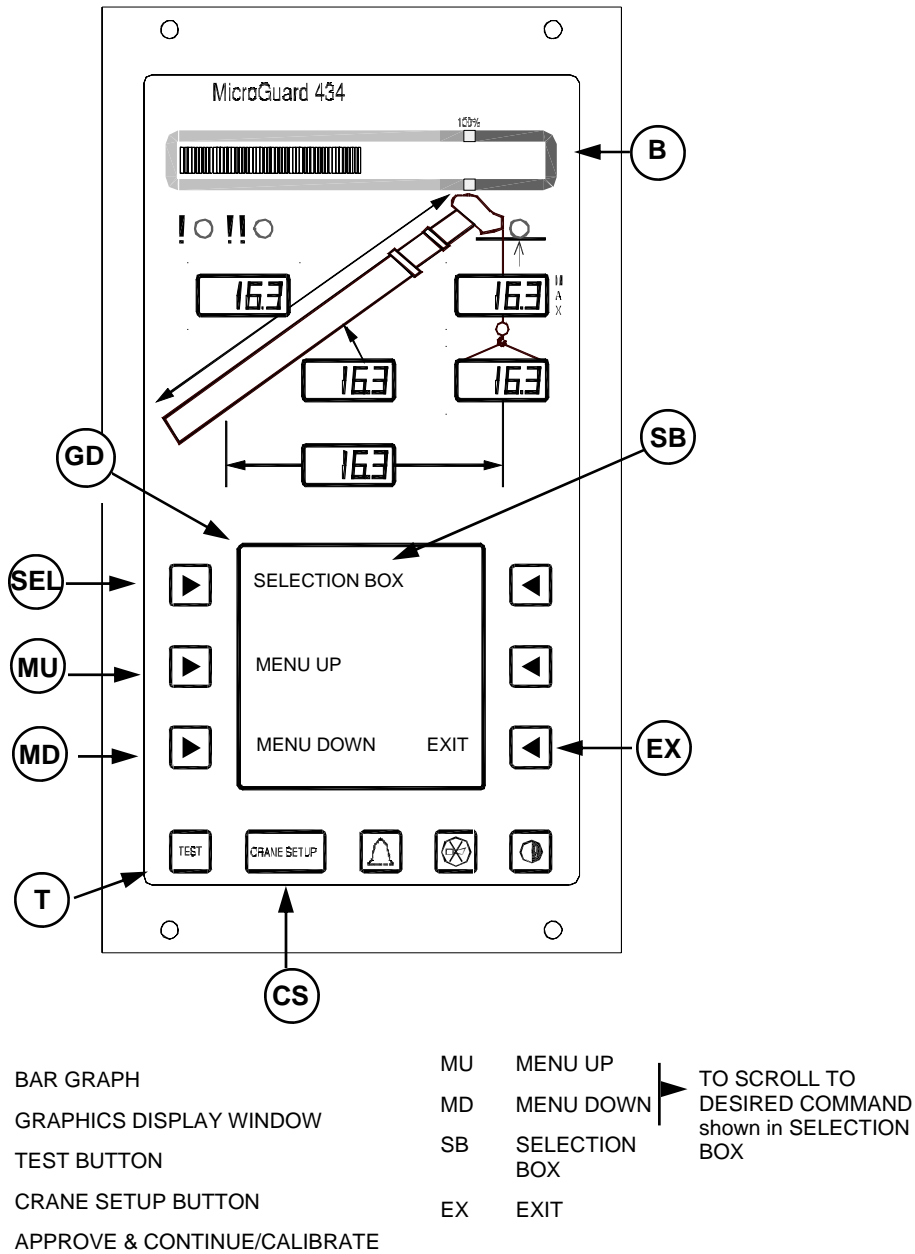 MicroGuard 434
100%
B
! !!
16.3
16.3
M
A
X
16.3
16.3
16.3
GD
SB
SEL
SELECTION BOX
MU
MENU UP
MD
MENU DOWN EXIT
EX
TEST CRANE SETUP
T
CS
BAR GRAPH
GRAPHICS DISPLAY WINDOW
TEST BUTTON
CRANE SETUP BUTTON
APPROVE & CONTINUE/CALIBRATE
MU MENU UP
MD MENU DOWN
SB SELECTION
BOX
EX EXIT
TO SCROLL TO
DESIRED COMMAND
shown in SELECTION
BOX